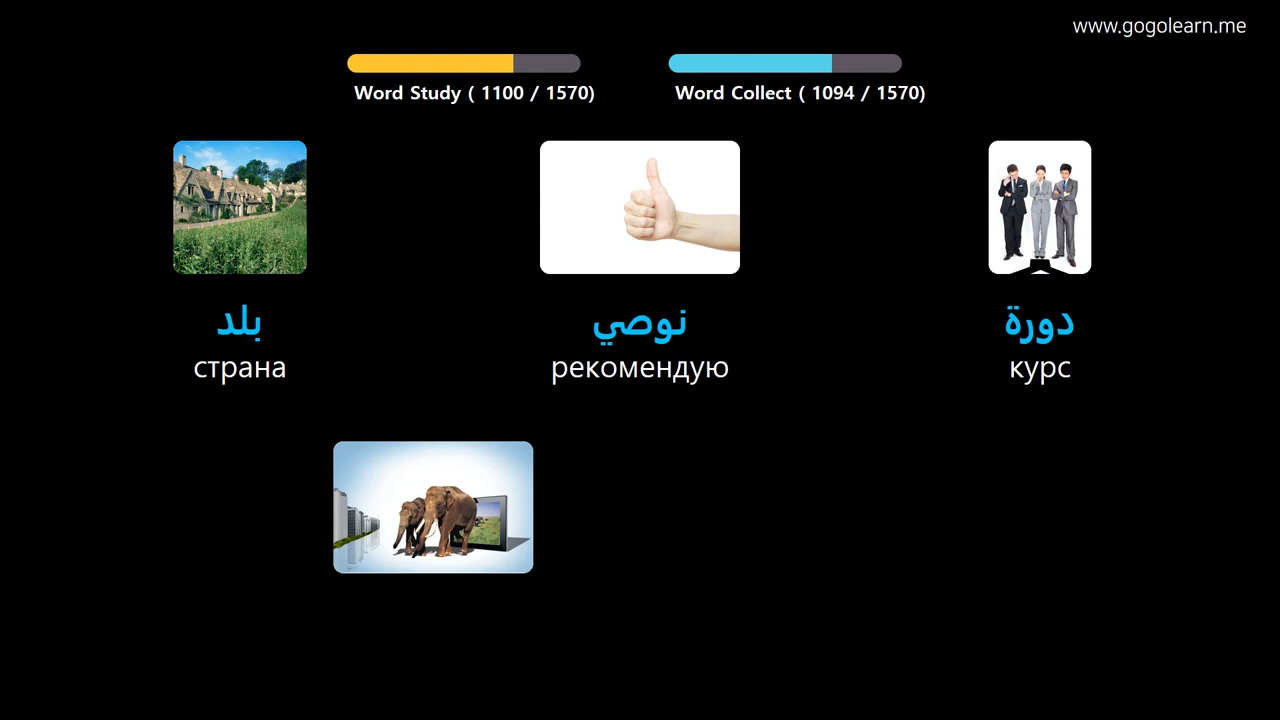 www.gogolearn.me
Word Study ( 1100 / 1570)
Word Collect ( 1094 / 1570)
بلد
страна
نوصي
рекомендую
دورة
курс